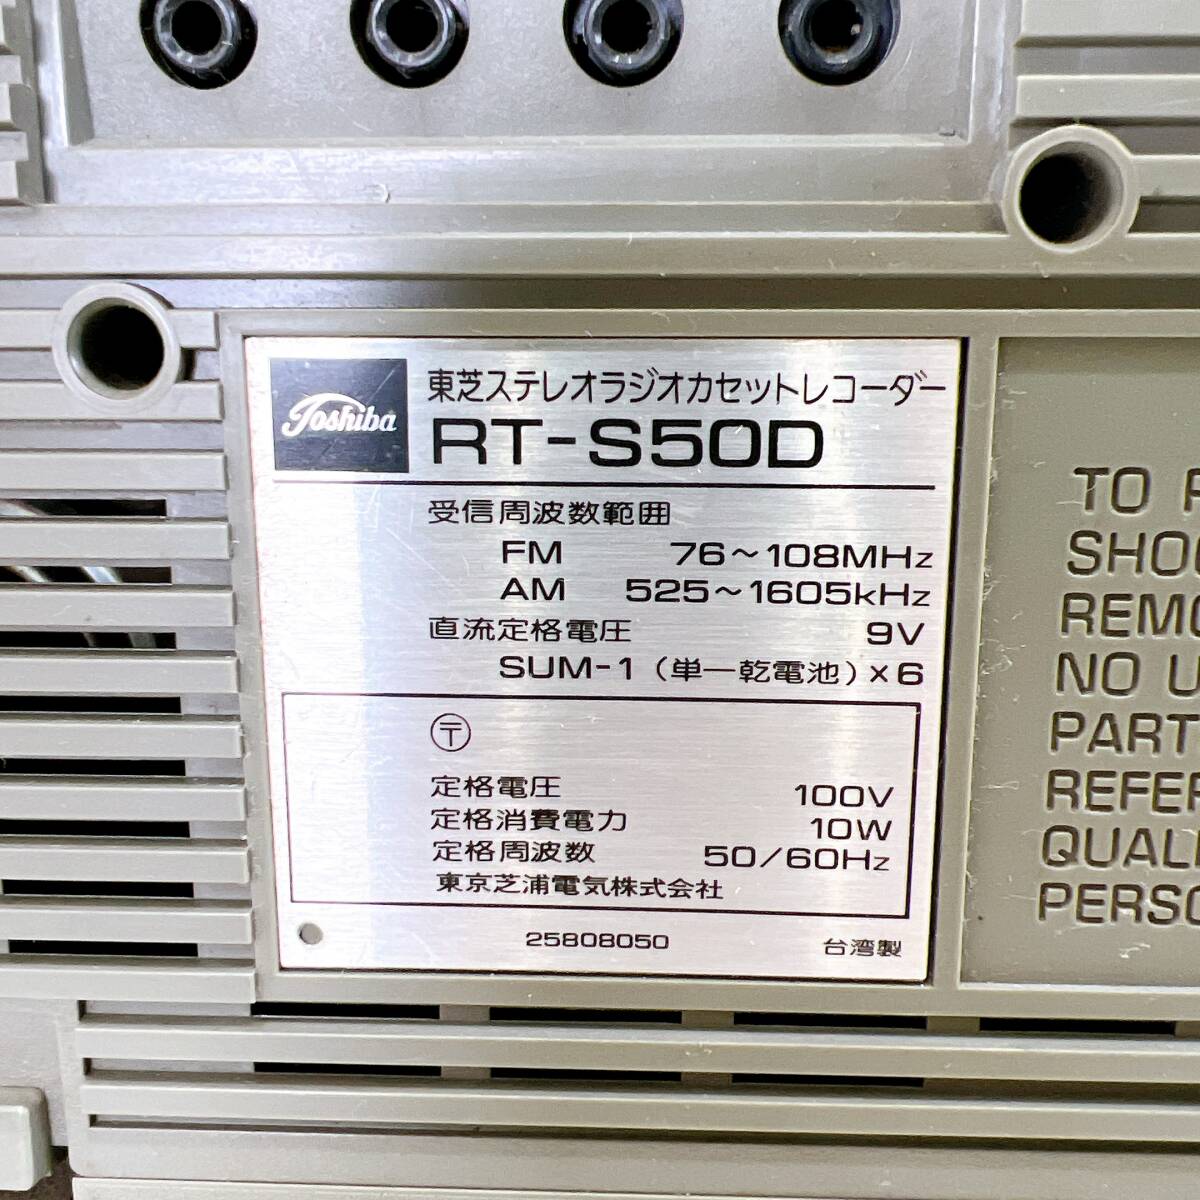 Toshiba
東芝ステレオラジオカセットレコーダー
RT-S50D
受信周波数範囲
FM 76～108MHz
AM 525～1605kHz
直流定格電圧 9V
SUM-1（単一乾電池）×6
〒
定格電圧 100V
定格消費電力 10W
定格周波数 50/60Hz
東京芝浦電気株式会社
25808050 台湾製
TO
SHOC
REMO
NO U
PART
REFER
QUALI
PERSO